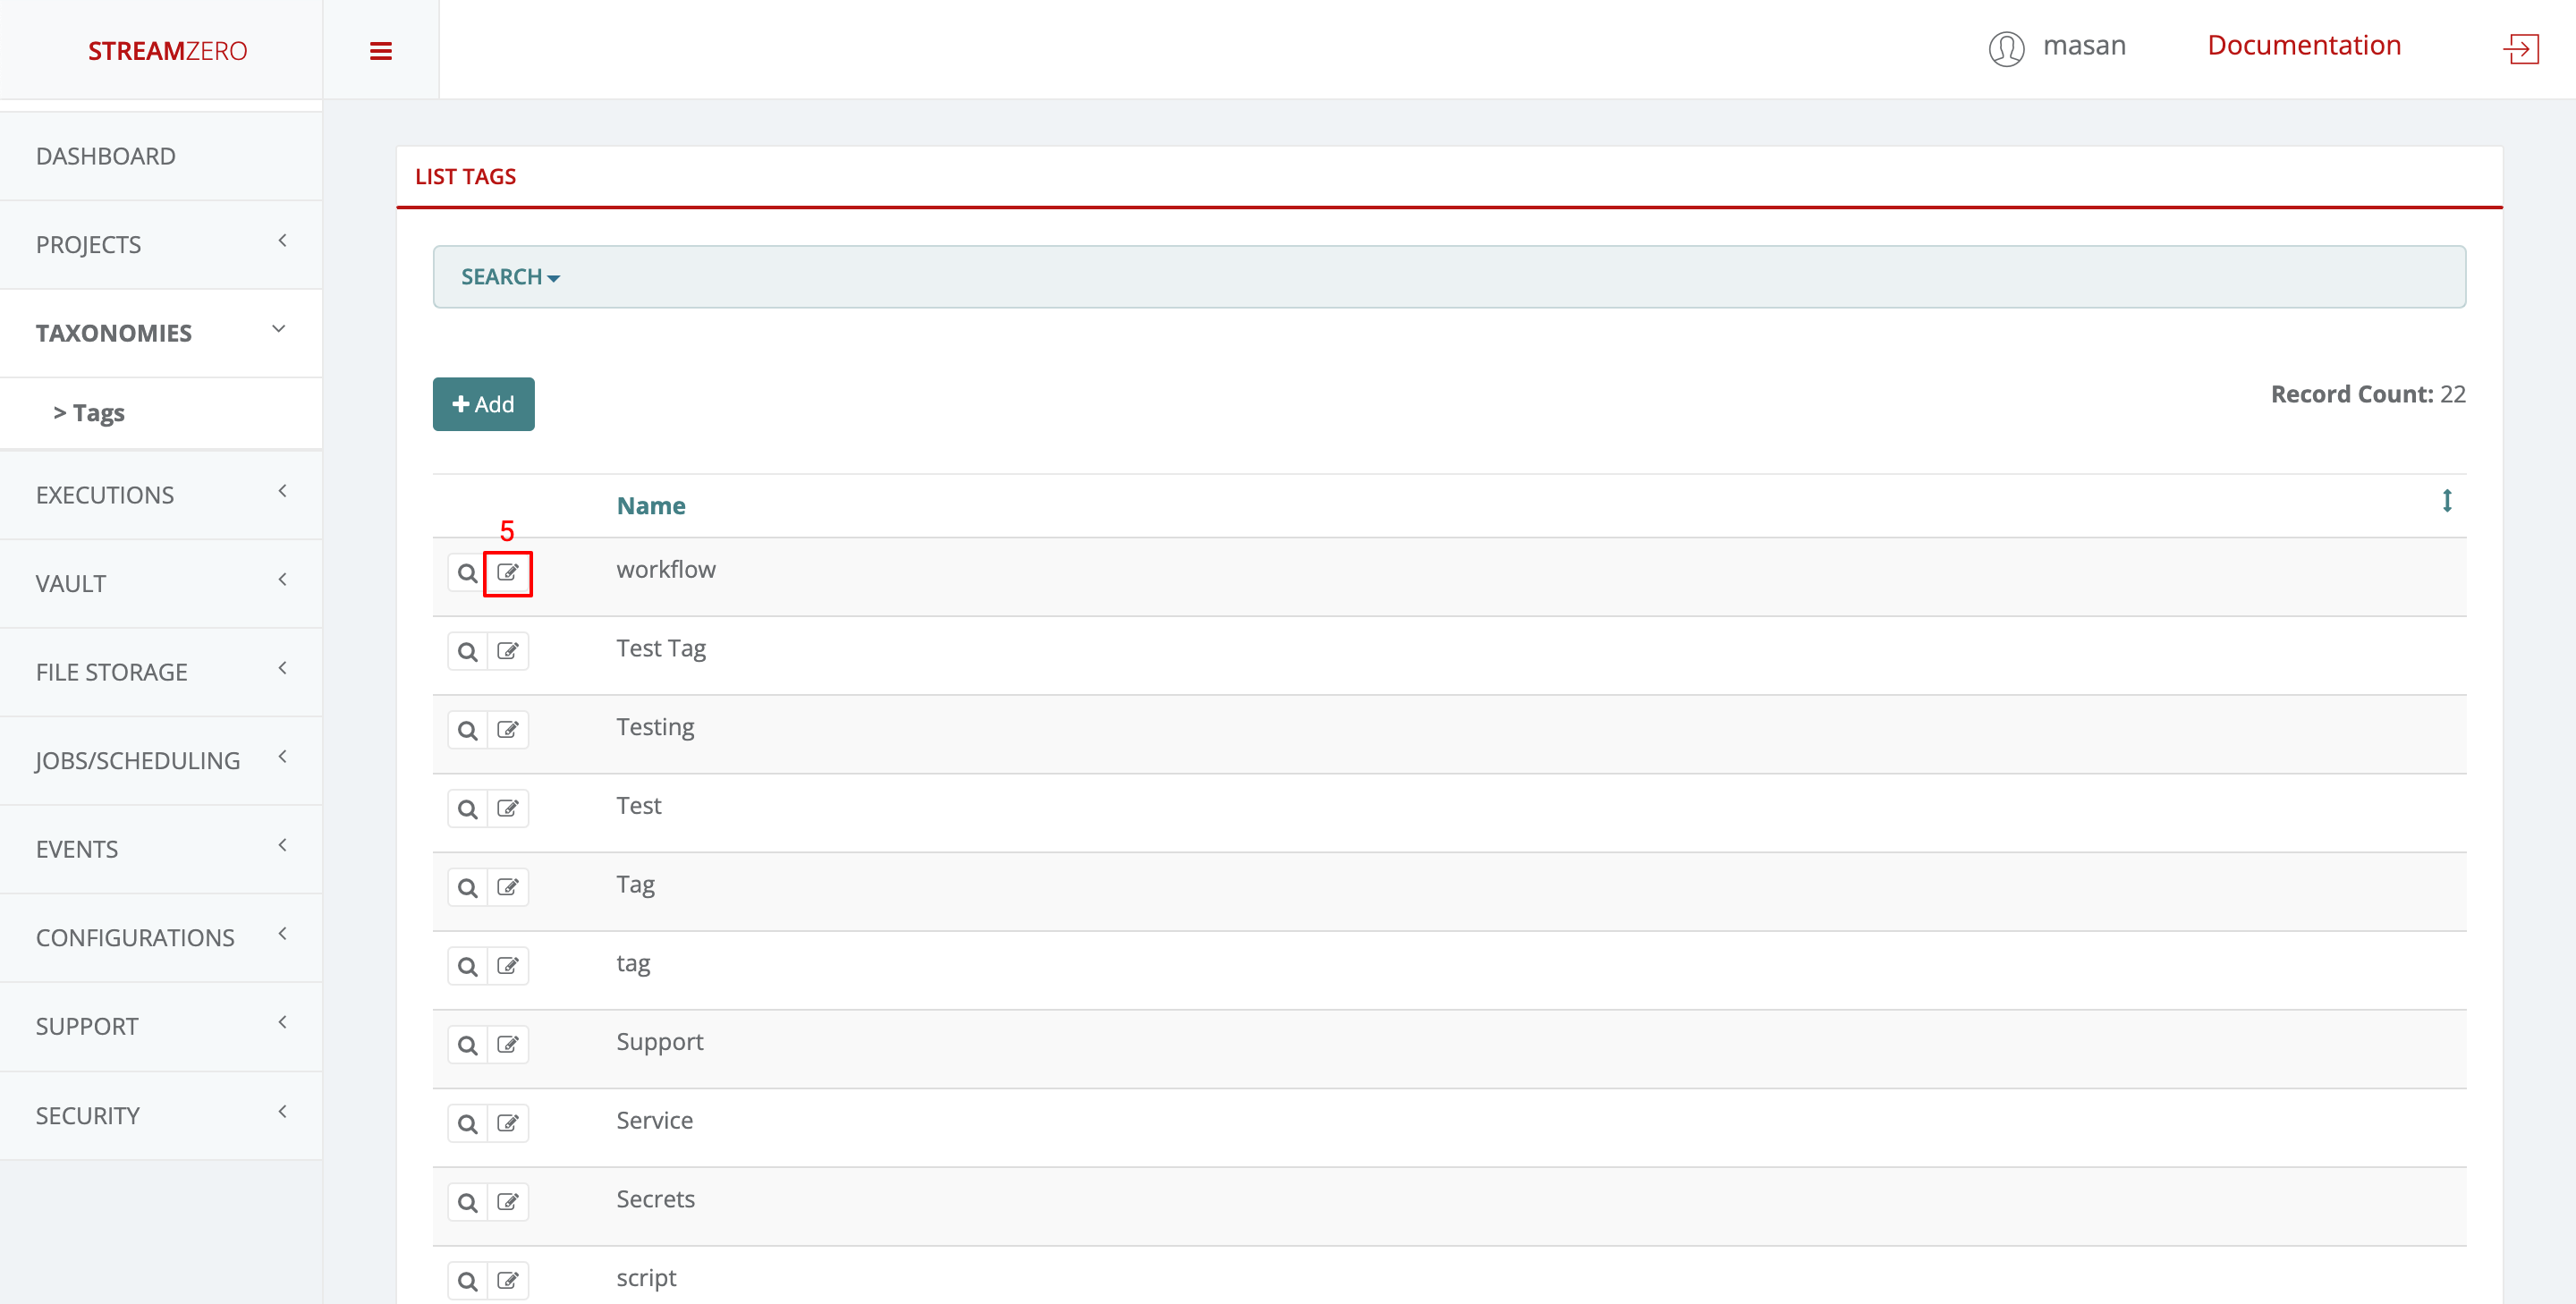 STREAMZERO
masan
Documentation
DASHBOARD
PROJECTS
TAXONOMIES
> Tags
EXECUTIONS
VAULT
FILE STORAGE
JOBS/SCHEDULING
EVENTS
CONFIGURATIONS
SUPPORT
SECURITY
LIST TAGS
SEARCH
Add
Record Count: 22
Name
5
workflow
Test Tag
Testing
Test
Tag
tag
Support
Service
Secrets
script